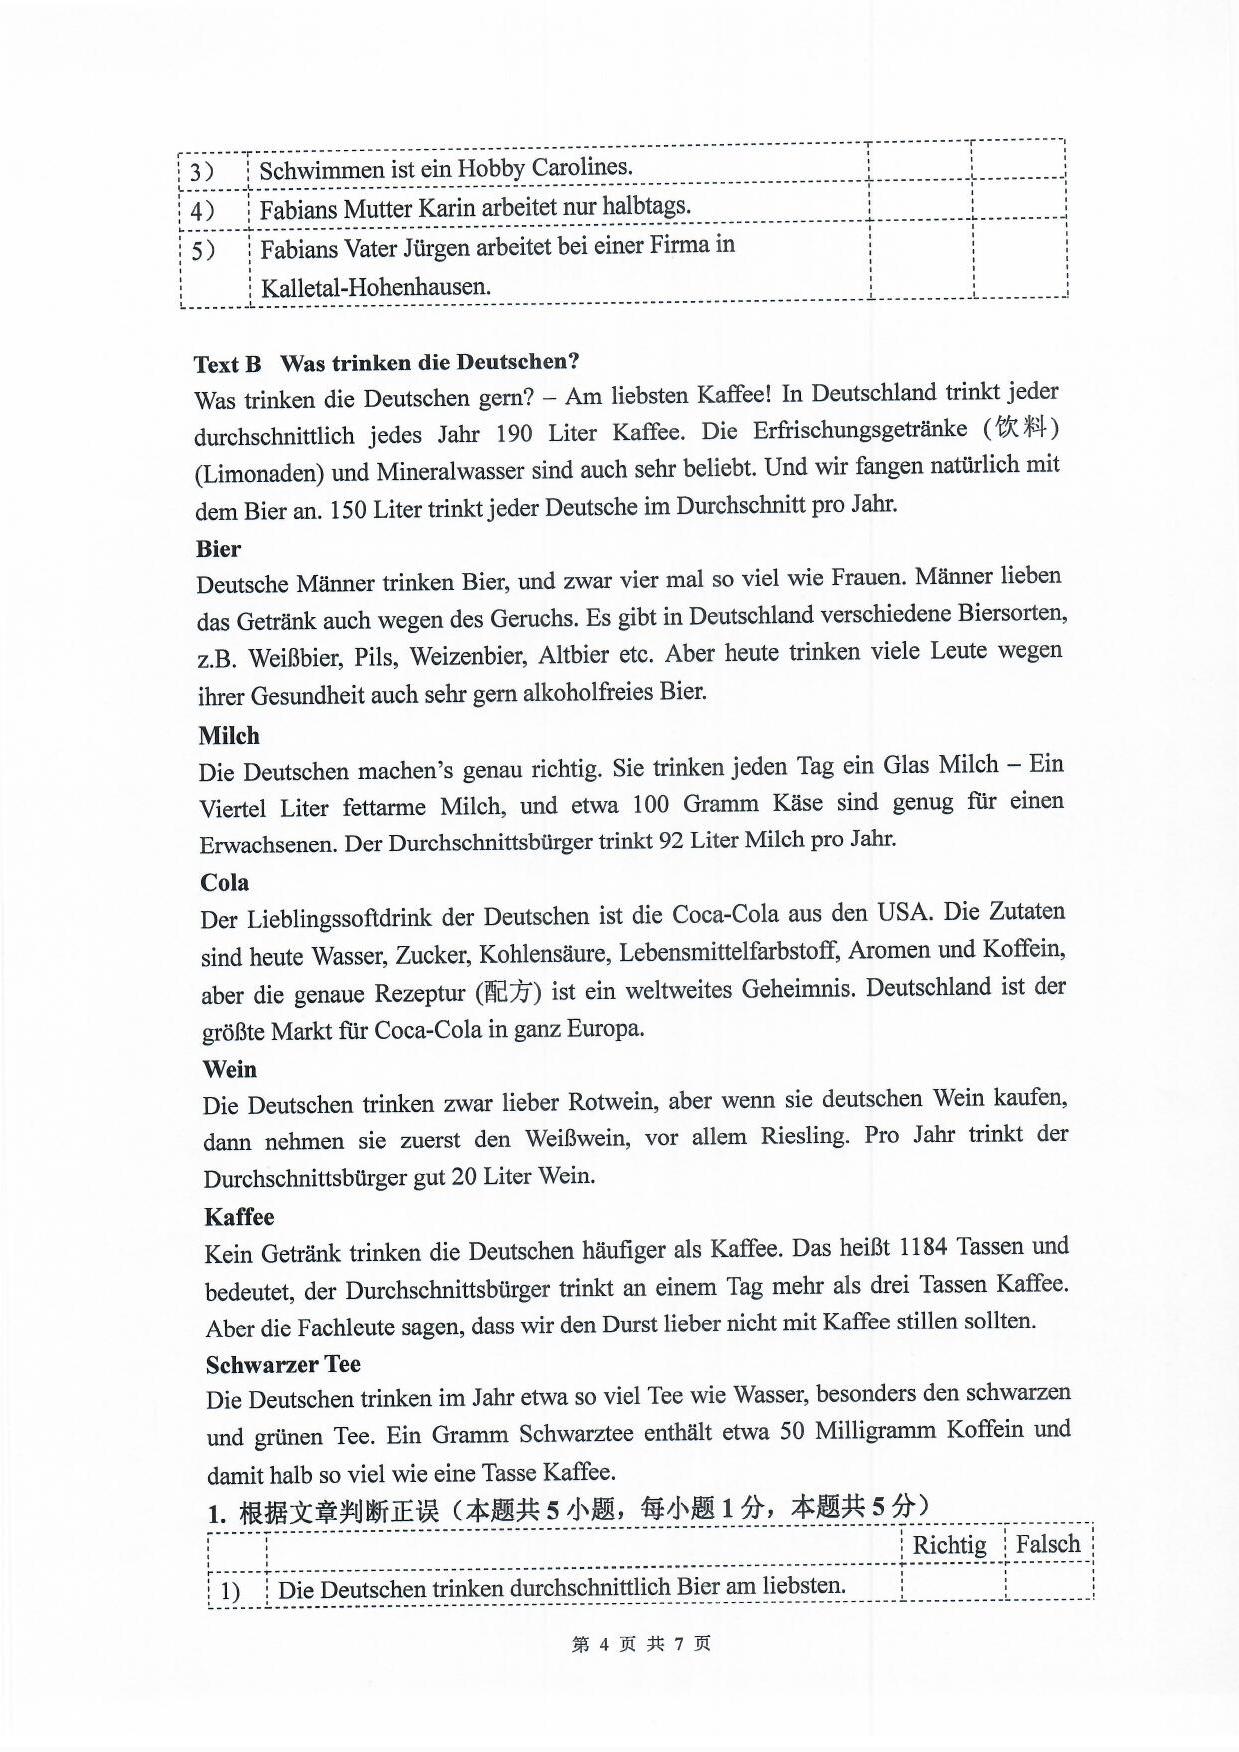 3） Schwimmen ist ein Hobby Carolines.
4） Fabians Mutter Karin arbeitet nur halbtags.
5） Fabians Vater Jürgen arbeitet bei einer Firma in
Kalletal-Hohenhausen.
Text B Was trinken die Deutschen?
Was trinken die Deutschen gern? – Am liebsten Kaffee! In Deutschland trinkt jeder
durchschnittlich jedes Jahr 190 Liter Kaffee. Die Erfrischungsgetränke (饮料)
(Limonaden) und Mineralwasser sind auch sehr beliebt. Und wir fangen natürlich mit
dem Bier an. 150 Liter trinkt jeder Deutsche im Durchschnitt pro Jahr.
Bier
Deutsche Männer trinken Bier, und zwar vier mal so viel wie Frauen. Männer lieben
das Getränk auch wegen des Geruchs. Es gibt in Deutschland verschiedene Biersorten,
z.B. Weißbier, Pils, Weizenbier, Altbier etc. Aber heute trinken viele Leute wegen
ihrer Gesundheit auch sehr gern alkoholfreies Bier.
Milch
Die Deutschen machen’s genau richtig. Sie trinken jeden Tag ein Glas Milch – Ein
Viertel Liter fettarme Milch, und etwa 100 Gramm Käse sind genug für einen
Erwachsenen. Der Durchschnittsbürger trinkt 92 Liter Milch pro Jahr.
Cola
Der Lieblingssoftdrink der Deutschen ist die Coca-Cola aus den USA. Die Zutaten
sind heute Wasser, Zucker, Kohlensäure, Lebensmittelfarbstoff, Aromen und Koffein,
aber die genaue Rezeptur (配方) ist ein weltweites Geheimnis. Deutschland ist der
größte Markt für Coca-Cola in ganz Europa.
Wein
Die Deutschen trinken zwar lieber Rotwein, aber wenn sie deutschen Wein kaufen,
dann nehmen sie zuerst den Weißwein, vor allem Riesling. Pro Jahr trinkt der
Durchschnittsbürger gut 20 Liter Wein.
Kaffee
Kein Getränk trinken die Deutschen häufiger als Kaffee. Das heißt 1184 Tassen und
bedeutet, der Durchschnittsbürger trinkt an einem Tag mehr als drei Tassen Kaffee.
Aber die Fachleute sagen, dass wir den Durst lieber nicht mit Kaffee stillen sollten.
Schwarzer Tee
Die Deutschen trinken im Jahr etwa so viel Tee wie Wasser, besonders den schwarzen
und grünen Tee. Ein Gramm Schwarztee enthält etwa 50 Milligramm Koffein und
damit halb so viel wie eine Tasse Kaffee.
1. 根据文章判断正误（本题共 5 小题，每小题 1 分，本题共 5 分）
Richtig Falsch
1) Die Deutschen trinken durchschnittlich Bier am liebsten.
第 4 页 共 7 页